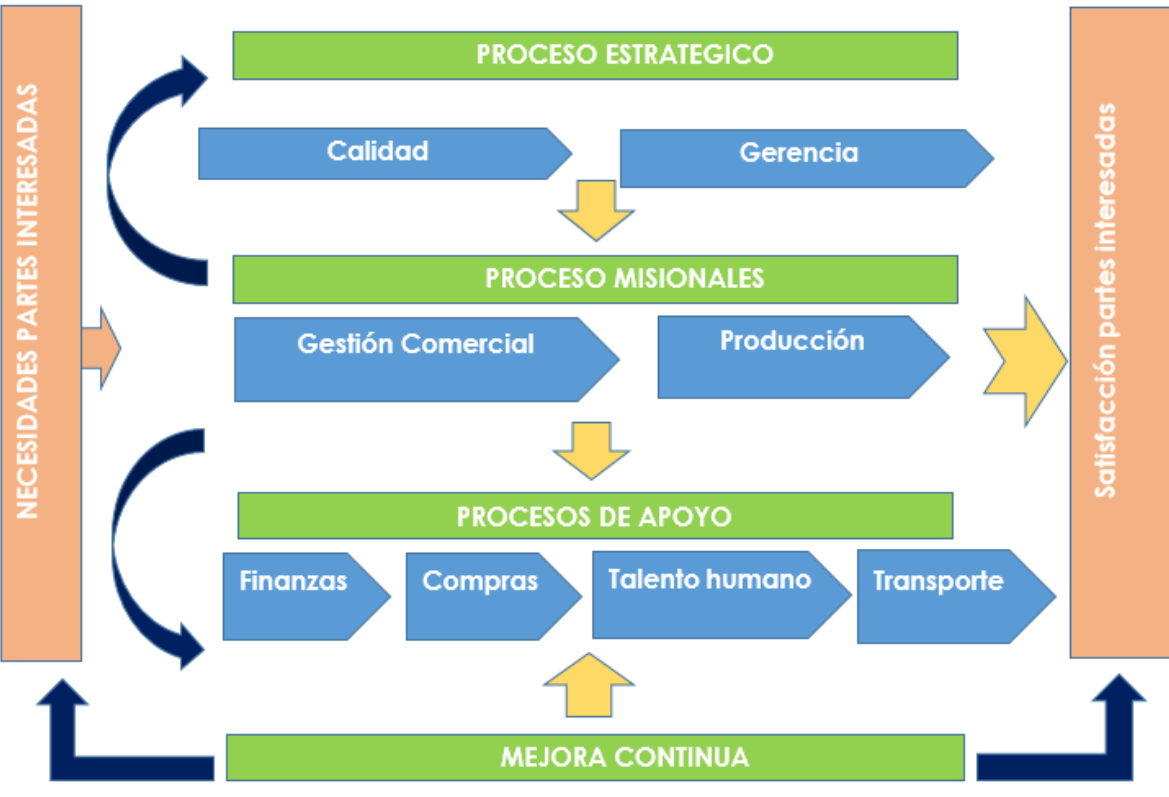 NECESIDADES PARTES INTERESADAS
PROCESO ESTRATEGICO
Calidad
Gerencia
PROCESO MISIONALES
Gestión Comercial
Producción
PROCESOS DE APOYO
Finanzas
Compras
Talento humano
Transporte
MEJORA CONTINUA
Satisfacción partes interesadas